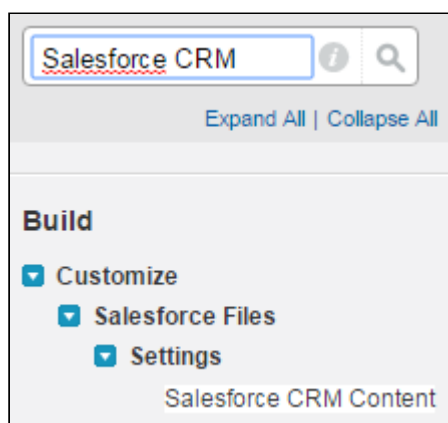 Salesforce CRM
Expand All | Collapse All
Build
Customize
Salesforce Files
Settings
Salesforce CRM Content